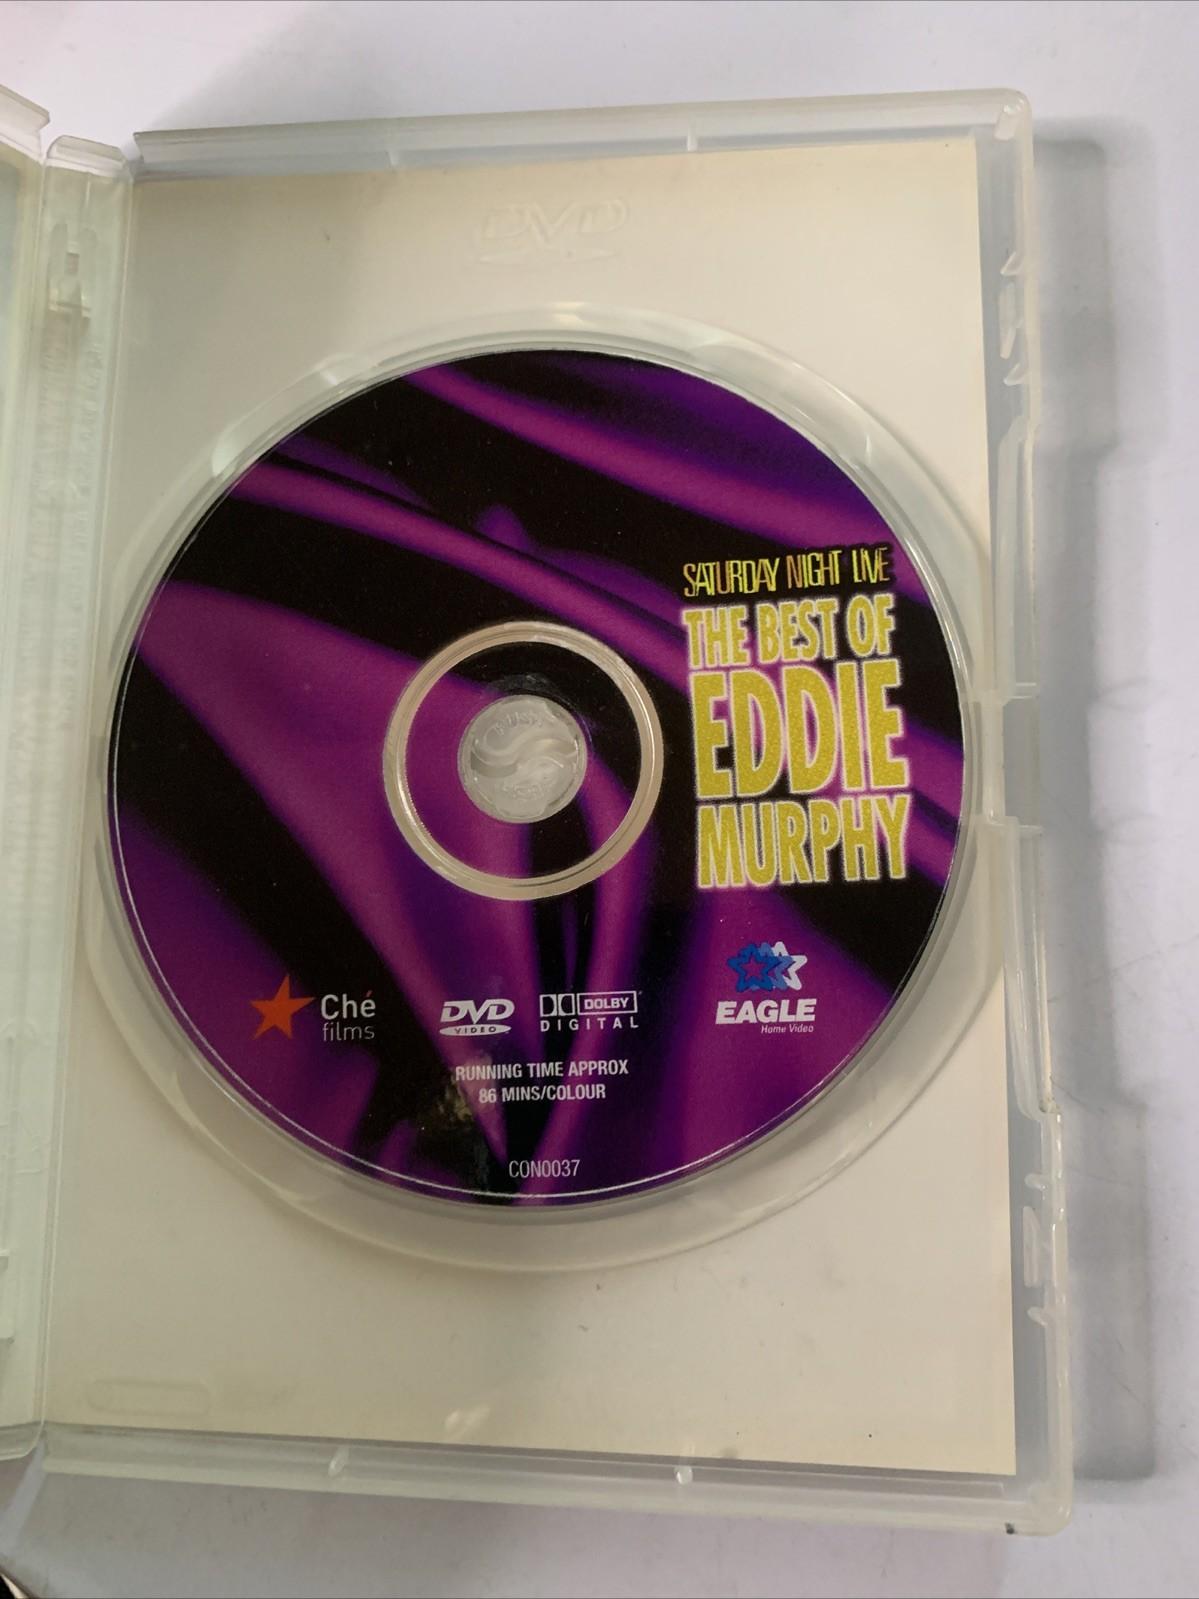 DVD
SATURDAY NIGHT LIVE
THE BEST OF
EDDIE
MURPHY
Ché
films
DVD
VIDEO
DOLBY
DIGITAL
EAGLE
Home Video
RUNNING TIME APPROX
86 MINS/COLOUR
CON0037